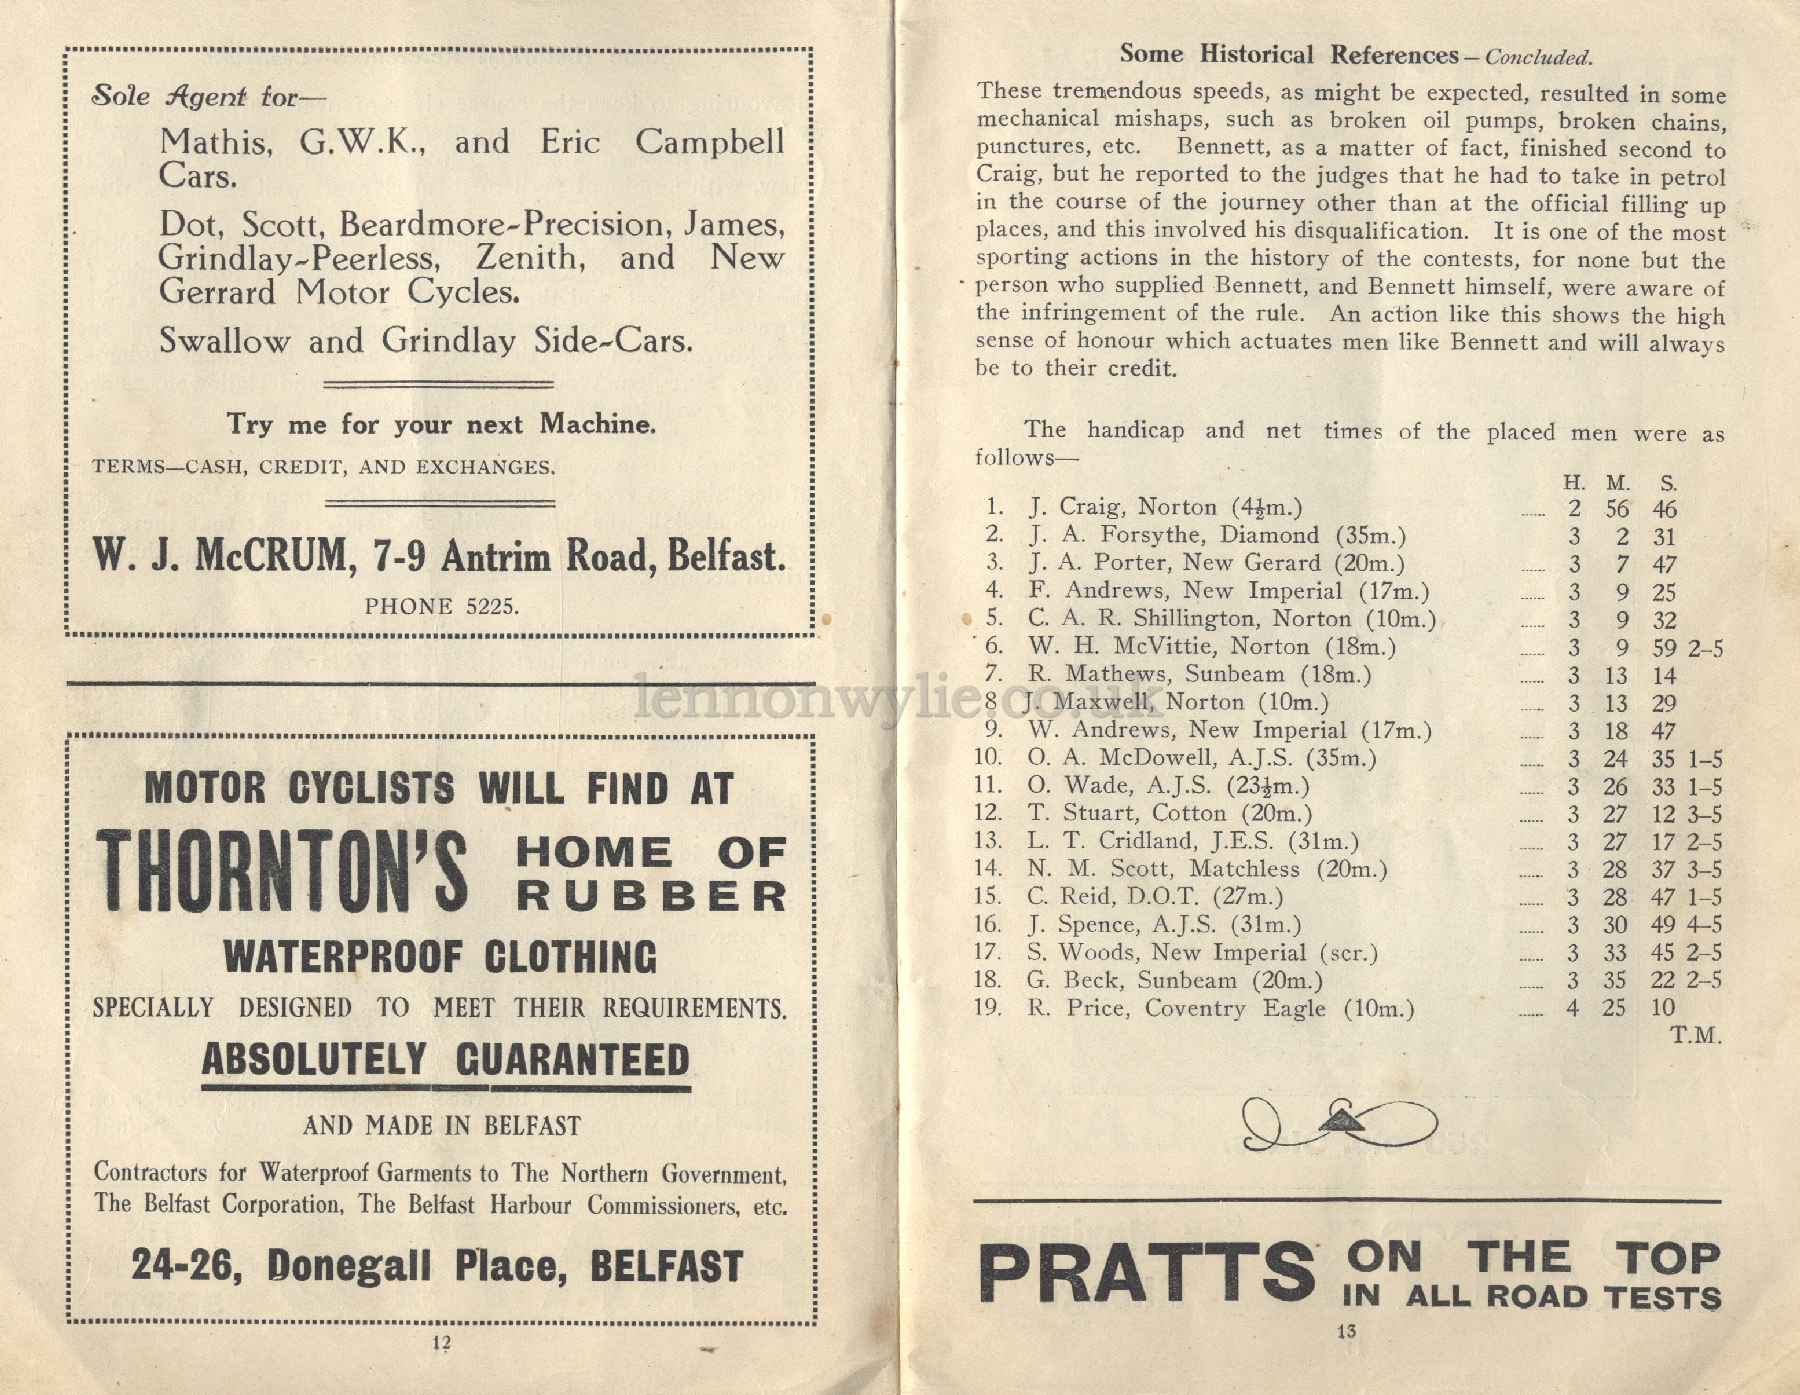 Sole Agent for—
Mathis, G.W.K., and Eric Campbell
Cars.
Dot, Scott, Beardmore-Precision, James,
Grindlay-Peerless, Zenith, and New
Gerrard Motor Cycles.
Swallow and Grindlay Side-Cars.
Try me for your next Machine.
TERMS—CASH, CREDIT, AND EXCHANGES.
W. J. McCRUM, 7-9 Antrim Road, Belfast.
PHONE 5225.
MOTOR CYCLISTS WILL FIND AT
THORNTON'S HOME OF
RUBBER
WATERPROOF CLOTHING
SPECIALLY DESIGNED TO MEET THEIR REQUIREMENTS.
ABSOLUTELY GUARANTEED
AND MADE IN BELFAST
Contractors for Waterproof Garments to The Northern Government,
The Belfast Corporation, The Belfast Harbour Commissioners, etc.
24-26, Donegall Place, BELFAST
12
Some Historical References—Concluded.
These tremendous speeds, as might be expected, resulted in some
mechanical mishaps, such as broken oil pumps, broken chains,
punctures, etc. Bennett, as a matter of fact, finished second to
Craig, but he reported to the judges that he had to take in petrol
in the course of the journey other than at the official filling up
places, and this involved his disqualification. It is one of the most
sporting actions in the history of the contests, for none but the
person who supplied Bennett, and Bennett himself, were aware of
the infringement of the rule. An action like this shows the high
sense of honour which actuates men like Bennett and will always
be to their credit.
The handicap and net times of the placed men were as
follows—
H. M. S.
1. J. Craig, Norton (4½m.) ..... 2 56 46
2. J. A. Forsythe, Diamond (35m.) 3 2 31
3. J. A. Porter, New Gerard (20m.) ..... 3 7 47
4. F. Andrews, New Imperial (17m.) ..... 3 9 25
5. C. A. R. Shillington, Norton (10m.) ..... 3 9 32
6. W. H. McVittie, Norton (18m.) ..... 3 9 59 2-5
7. R. Mathews, Sunbeam (18m.) ..... 3 13 14
8 J. Maxwell, Norton (10m.) ..... 3 13 29
9. W. Andrews, New Imperial (17m.) ..... 3 18 47
10. O. A. McDowell, A.J.S. (35m.) ..... 3 24 35 1-5
11. O. Wade, A.J.S. (23½m.) ..... 3 26 33 1-5
12. T. Stuart, Cotton (20m.) ..... 3 27 12 3-5
13. L. T. Cridland, J.E.S. (31m.) ..... 3 27 17 2-5
14. N. M. Scott, Matchless (20m.) ..... 3 28 37 3-5
15. C. Reid, D.O.T. (27m.) ..... 3 28 47 1-5
16. J. Spence, A.J.S. (31m.) ..... 3 30 49 4-5
17. S. Woods, New Imperial (scr.) ..... 3 33 45 2-5
18. G. Beck, Sunbeam (20m.) ..... 3 35 22 2-5
19. R. Price, Coventry Eagle (10m.) ..... 4 25 10
T.M.
PRATTS ON THE TOP
IN ALL ROAD TESTS
13
lennonwylie.co.uk